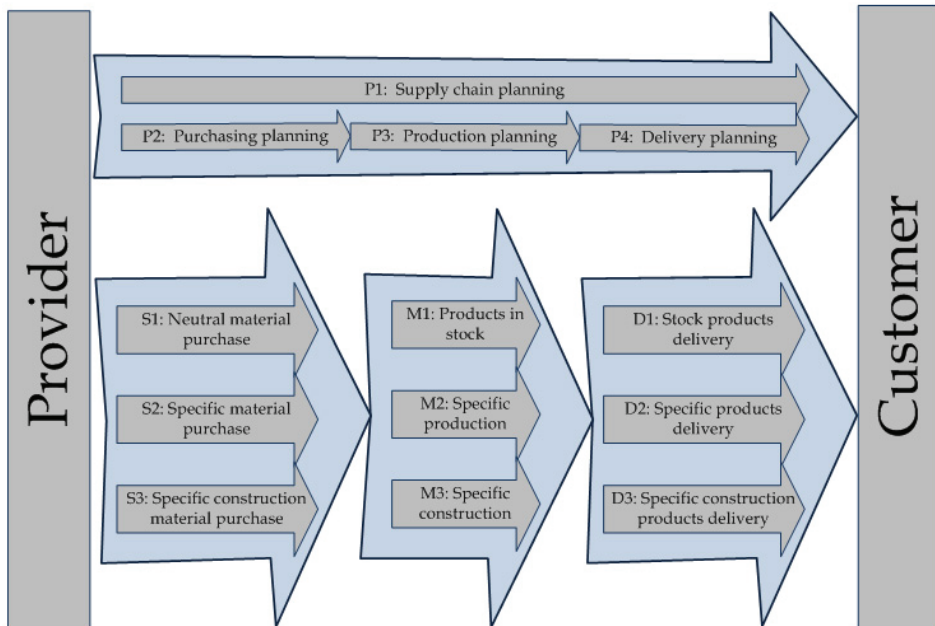 Provider
P1: Supply chain planning
P2: Purchasing planning
P3: Production planning
P4: Delivery planning
S1: Neutral material
purchase
S2: Specific material
purchase
S3: Specific construction
material purchase
M1: Products in
stock
M2: Specific
production
M3: Specific
construction
D1: Stock products
delivery
D2: Specific products
delivery
D3: Specific construction
products delivery
Customer